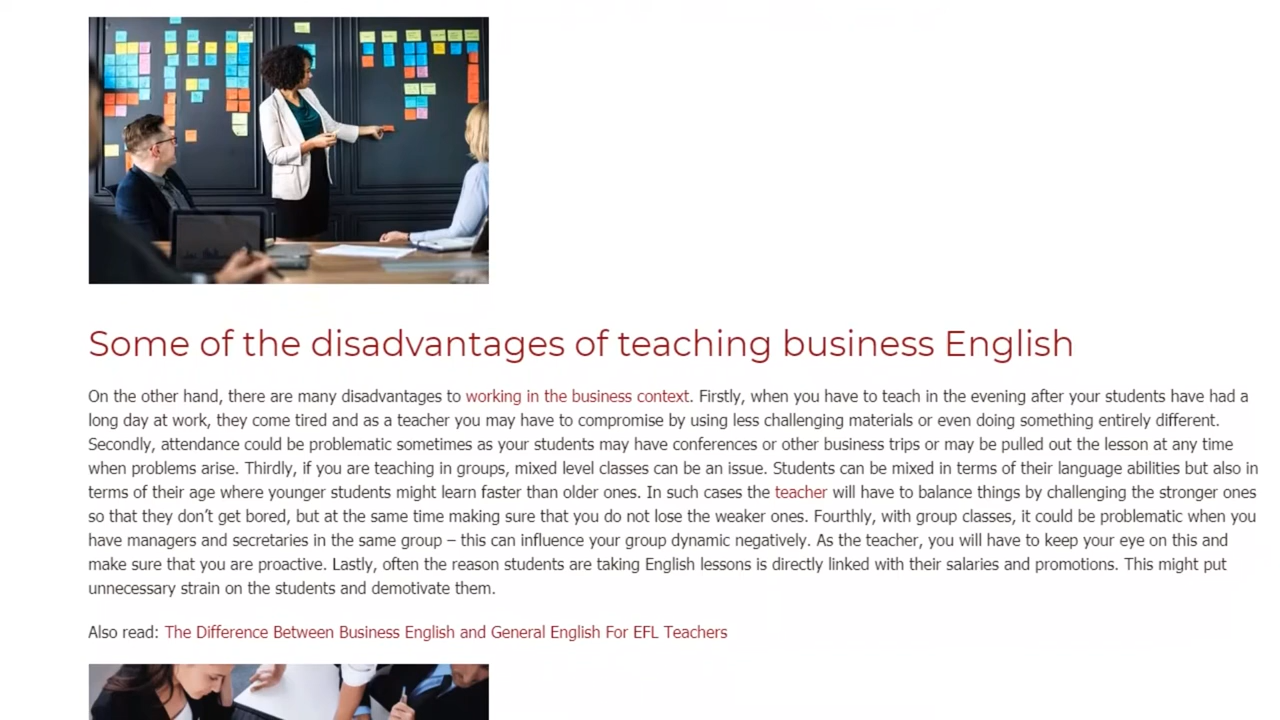 Some of the disadvantages of teaching business English
On the other hand, there are many disadvantages to working in the business context. Firstly, when you have to teach in the evening after your students have had a
long day at work, they come tired and as a teacher you may have to compromise by using less challenging materials or even doing something entirely different.
Secondly, attendance could be problematic sometimes as your students may have conferences or other business trips or may be pulled out the lesson at any time
when problems arise. Thirdly, if you are teaching in groups, mixed level classes can be an issue. Students can be mixed in terms of their language abilities but also in
terms of their age where younger students might learn faster than older ones. In such cases the teacher will have to balance things by challenging the stronger ones
so that they don’t get bored, but at the same time making sure that you do not lose the weaker ones. Fourthly, with group classes, it could be problematic when you
have managers and secretaries in the same group – this can influence your group dynamic negatively. As the teacher, you will have to keep your eye on this and
make sure that you are proactive. Lastly, often the reason students are taking English lessons is directly linked with their salaries and promotions. This might put
unnecessary strain on the students and demotivate them.
Also read: The Difference Between Business English and General English For EFL Teachers